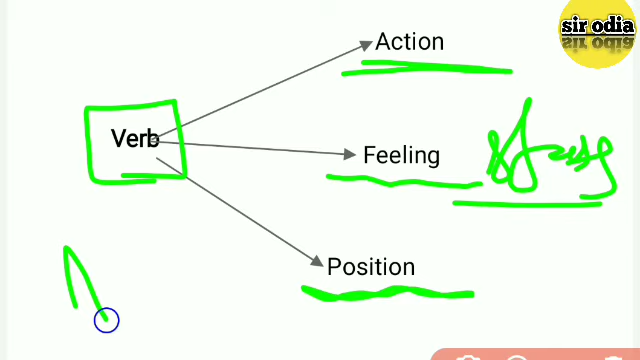 sir odia
Action
Verb
Feeling
Position